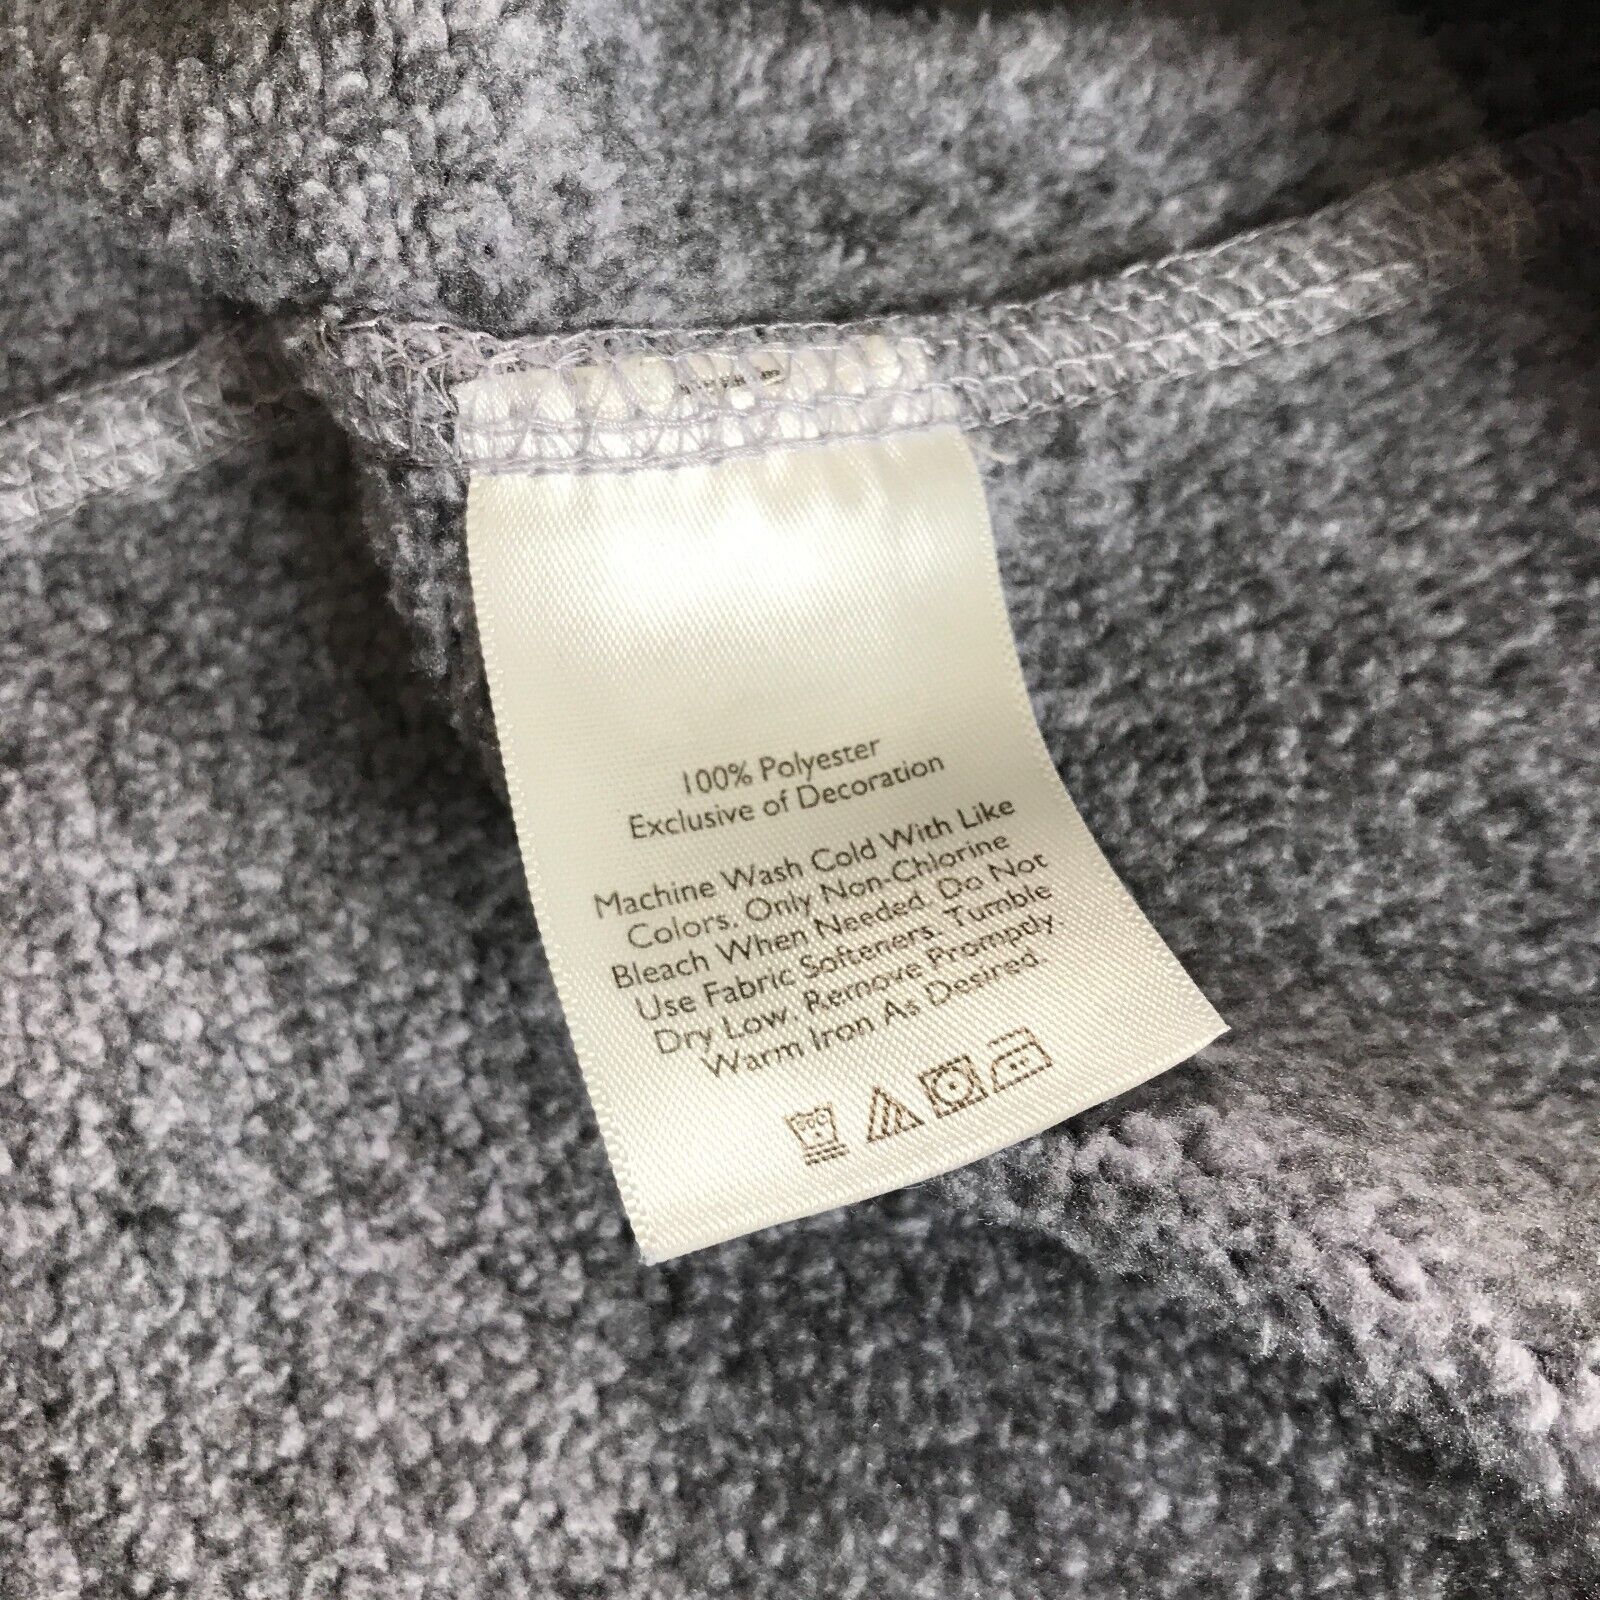 100% Polyester
Exclusive of Decoration
Machine Wash Cold With Like
Colors. Only Non-Chlorine
Bleach When Needed. Do Not
Use Fabric Softeners. Tumble
Dry Low. Remove Promptly.
Warm Iron As Desired.
30C